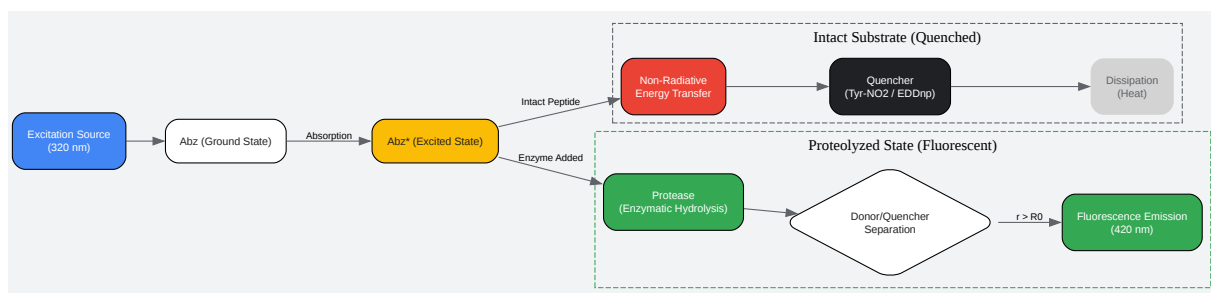 Excitation Source
(320 nm)
Abz (Ground State)
Absorption
Abz* (Excited State)
Intact Peptide
Enzyme Added
Intact Substrate (Quenched)
Non-Radiative
Energy Transfer
Quencher
(Tyr-NO2 / EDDnp)
Dissipation
(Heat)
Proteolyzed State (Fluorescent)
Protease
(Enzymatic Hydrolysis)
Donor/Quencher
Separation
r > R0
Fluorescence Emission
(420 nm)